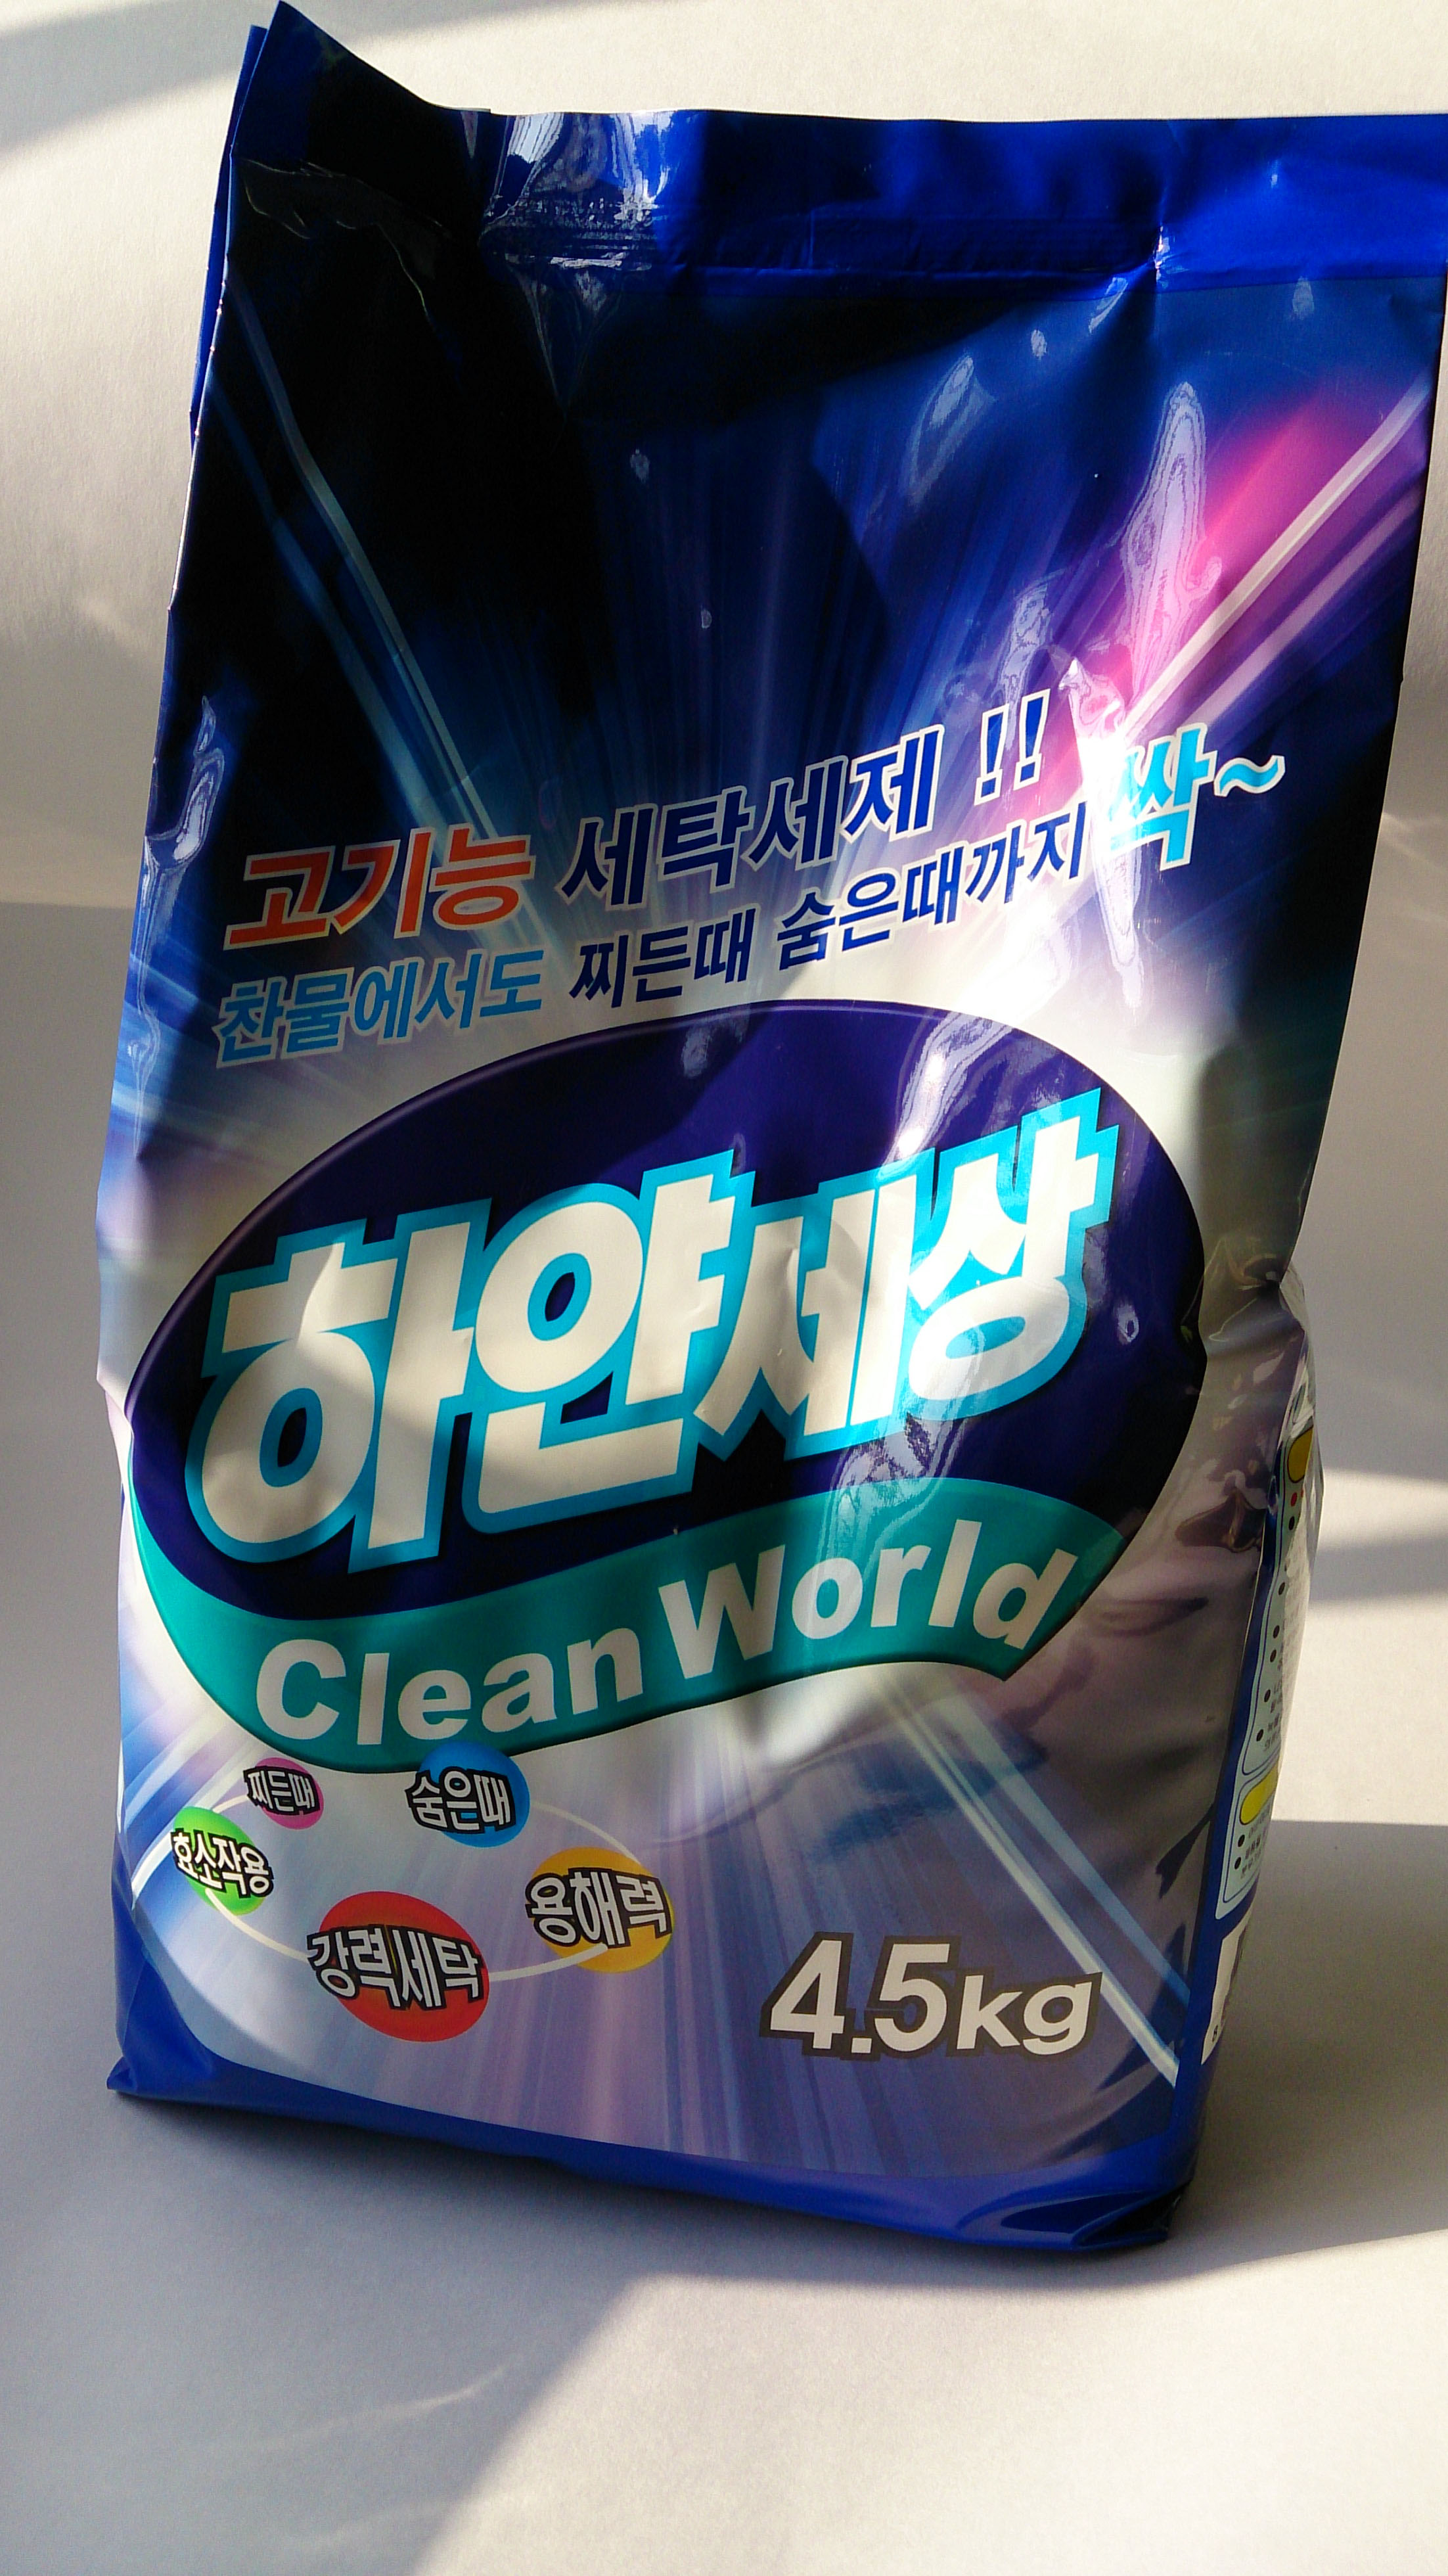 고기능 세탁세제 !!
찬물에서도 찌든때 숨은때까지 싹~
하얀세상
Clean World
찌든때
숨은때
효소작용
용해력
강력세탁
4.5kg